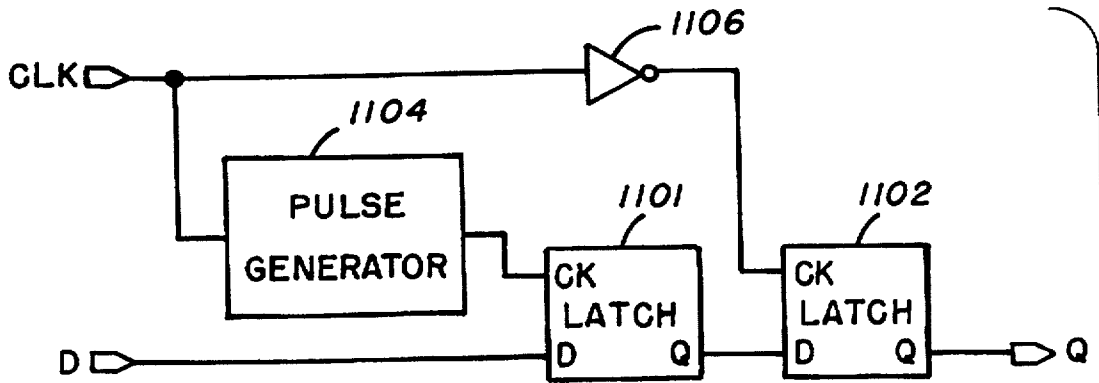 1106
CLK
1104
PULSE
GENERATOR
1101
1102
CK
LATCH
D Q
CK
LATCH
D Q
D
Q